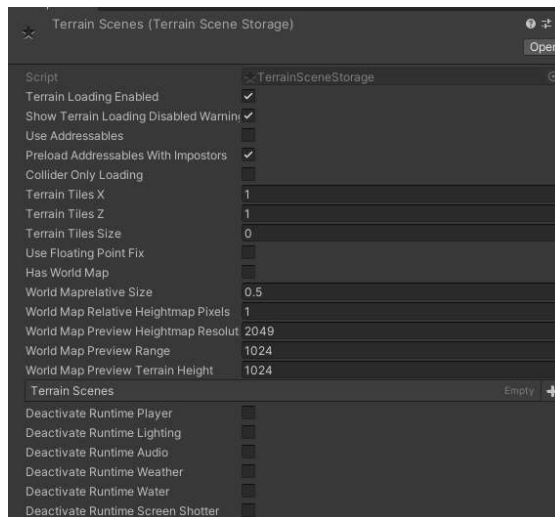 Terrain Scenes (Terrain Scene Storage)
Open
Script TerrainSceneStorage
Terrain Loading Enabled
Show Terrain Loading Disabled Warning
Use Addressables
Preload Addressables With Impostors
Collider Only Loading
Terrain Tiles X 1
Terrain Tiles Z 1
Terrain Tiles Size 0
Use Floating Point Fix
Has World Map
World Maprelative Size 0.5
World Map Relative Heightmap Pixels 1
World Map Preview Heightmap Resolut 2049
World Map Preview Range 1024
World Map Preview Terrain Height 1024
Terrain Scenes Empty
Deactivate Runtime Player
Deactivate Runtime Lighting
Deactivate Runtime Audio
Deactivate Runtime Weather
Deactivate Runtime Water
Deactivate Runtime Screen Shotter